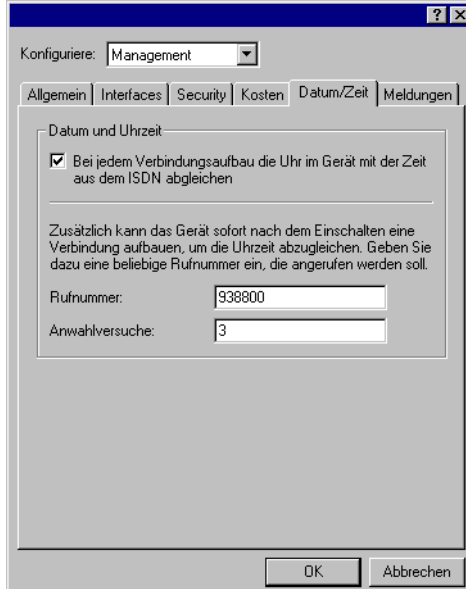 Konfiguriere: Management
Allgemein Interfaces Security Kosten Datum/Zeit Meldungen
Datum und Uhrzeit
Bei jedem Verbindungsaufbau die Uhr im Gerät mit der Zeit
aus dem ISDN abgleichen
Zusätzlich kann das Gerät sofort nach dem Einschalten eine
Verbindung aufbauen, um die Uhrzeit abzugleichen. Geben Sie
dazu eine beliebige Rufnummer ein, die angerufen werden soll.
Rufnummer: 938800
Anwahlversuche: 3
OK Abbrechen